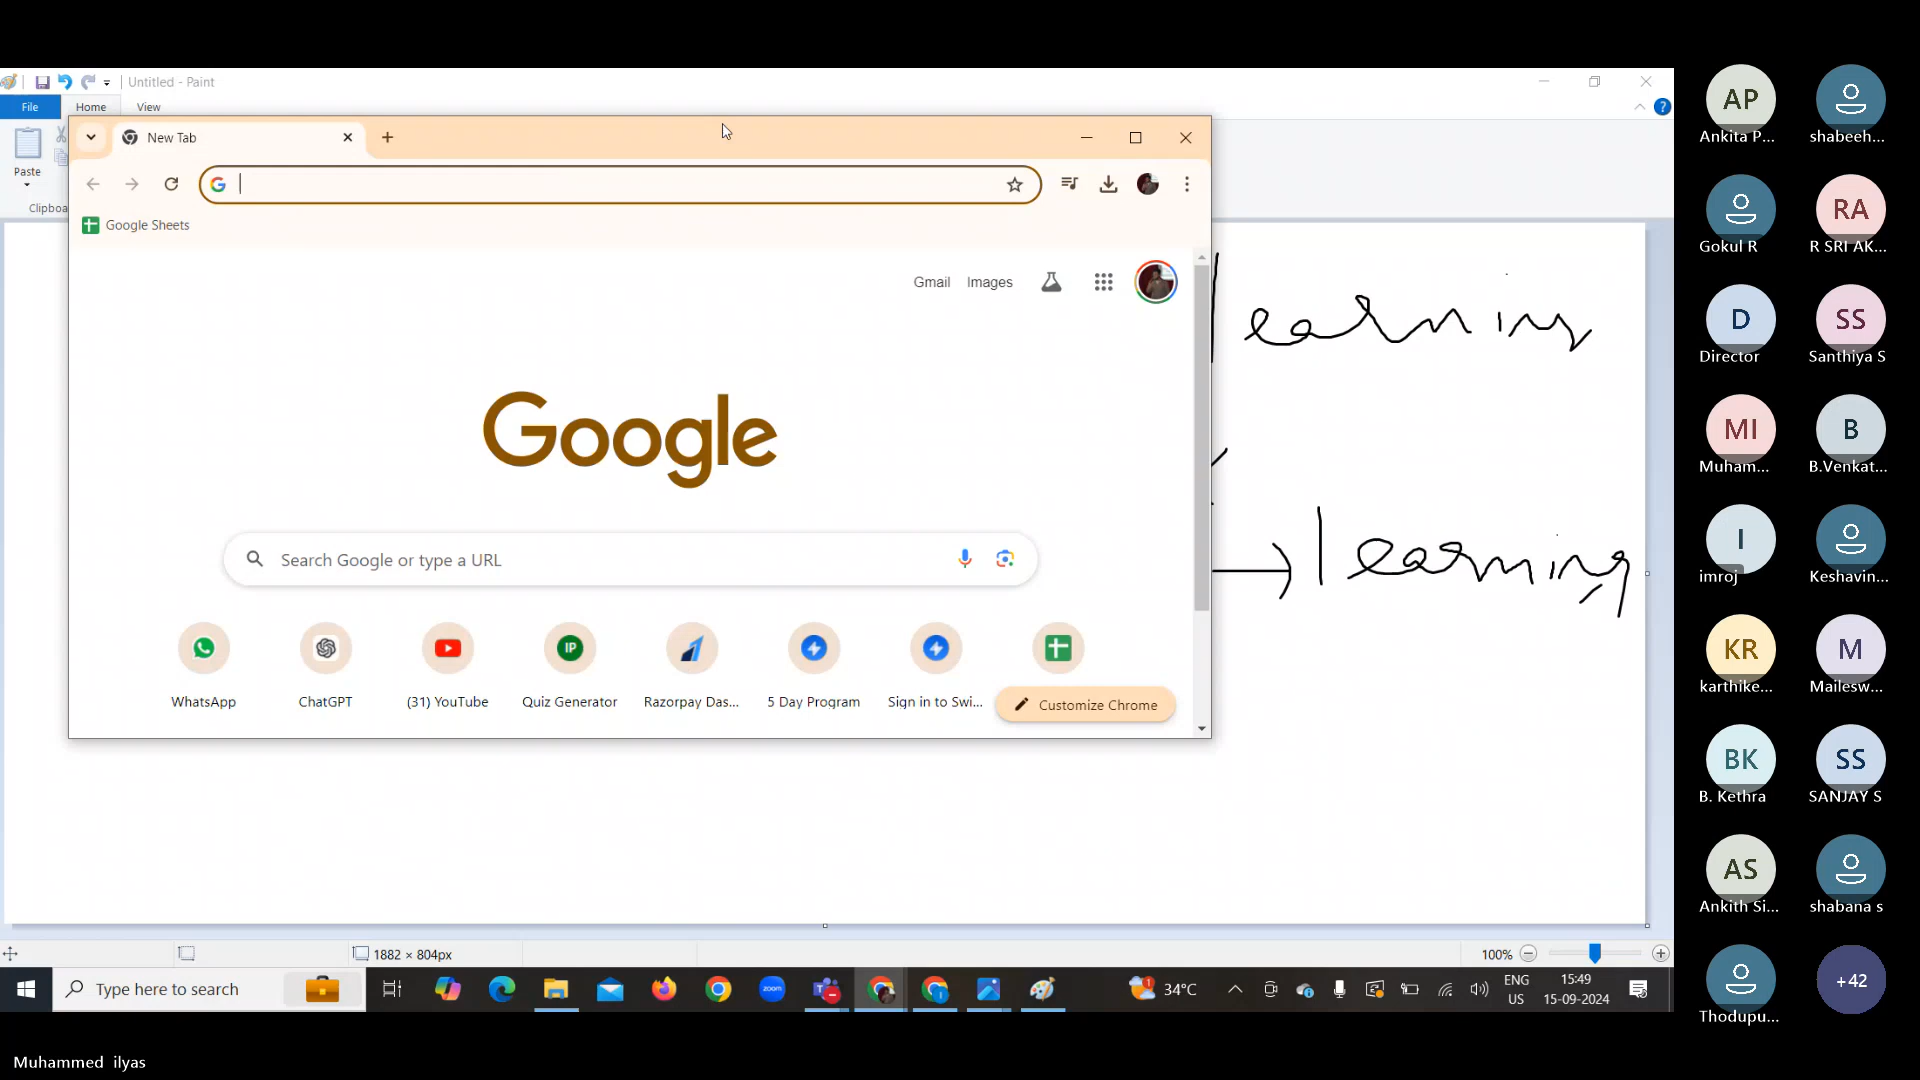 Untitled - Paint
File Home View
AP
Ankita P...
shabeeh...
New Tab
Paste
Clipboa
Google Sheets
Gokul R
RA
R SRI AK...
Gmail Images
learning
D
Director
SS
Santhiya S
Google
MI
Muham...
B
B.Venkat...
Search Google or type a URL
learning
I
imroj
Keshavin...
IP
WhatsApp ChatGPT (31) YouTube Quiz Generator Razorpay Das... 5 Day Program Sign in to Swi... Customize Chrome
KR
karthike...
M
Mailesw...
BK
B. Kethra
SS
SANJAY S
AS
Ankith Si...
shabana s
1882 × 804px
100%
Type here to search
zoom
1
34°C
ENG
US
15:49
15-09-2024
Thodupu...
+42
Muhammed ilyas